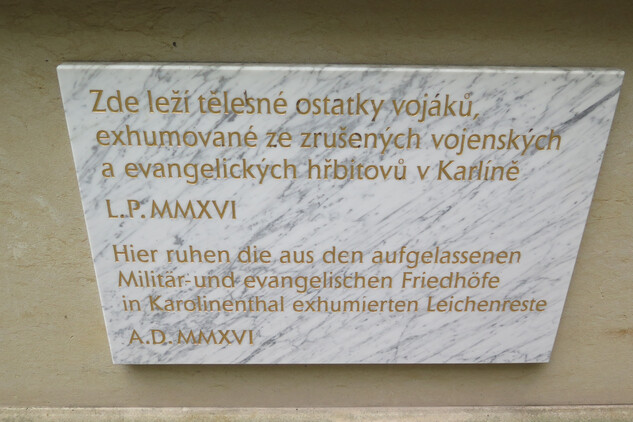 Zde leží tělesné ostatky vojáků,
exhumované ze zrušených vojenských
a evangelických hřbitovů v Karlíně
L.P. MMXVI
Hier ruhen die aus den aufgelassenen
Militär- und evangelischen Friedhöfe
in Karolinenthal exhumierten Leichenreste
A.D. MMXVI